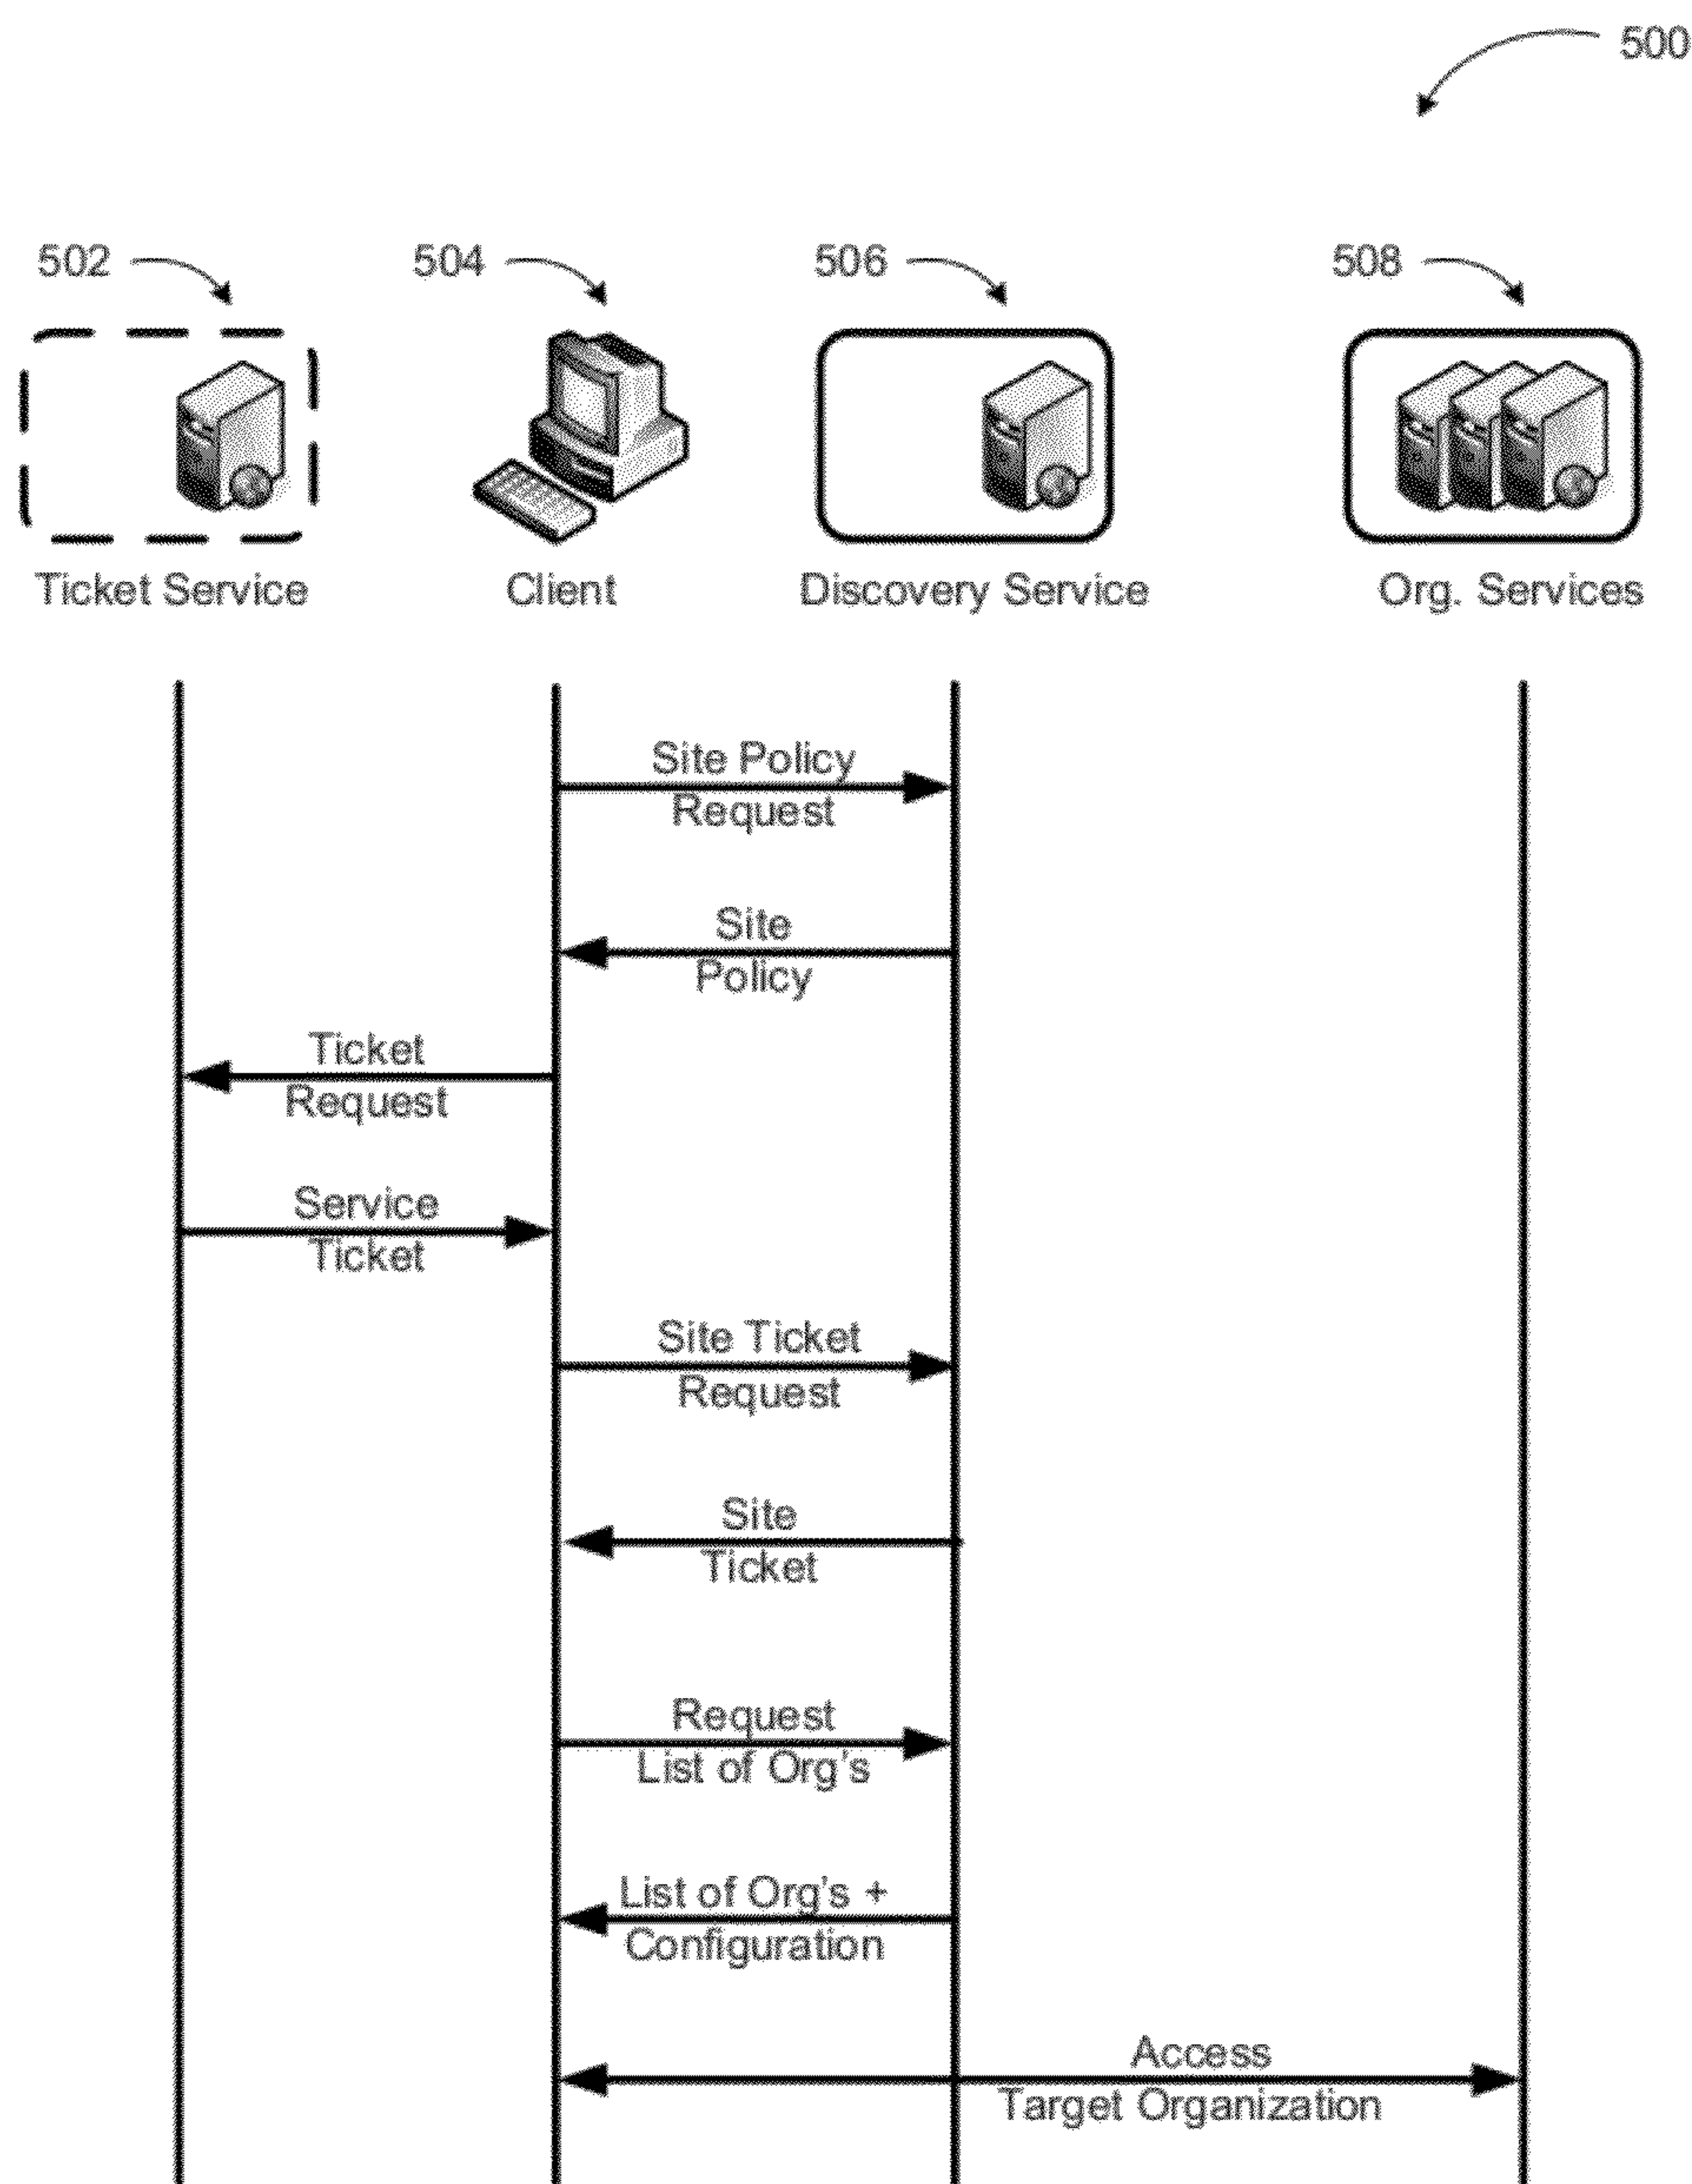 500
502
504
506
508
Ticket Service
Client
Discovery Service
Org. Services
Site Policy
Request
Site
Policy
Ticket
Request
Service
Ticket
Site Ticket
Request
Site
Ticket
Request
List of Org's
List of Org's +
Configuration
Access
Target Organization